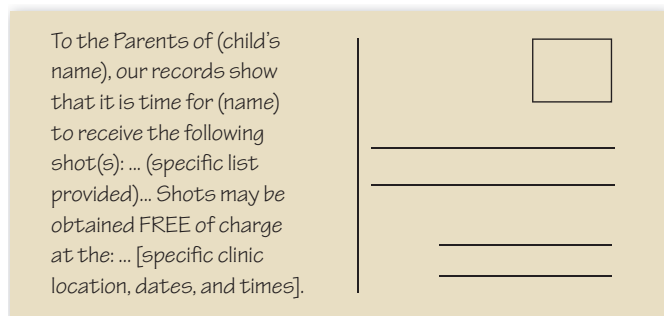 To the Parents of (child's
name), our records show
that it is time for (name)
to receive the following
shot(s): ... (specific list
provided)... Shots may be
obtained FREE of charge
at the: ... [specific clinic
location, dates, and times].